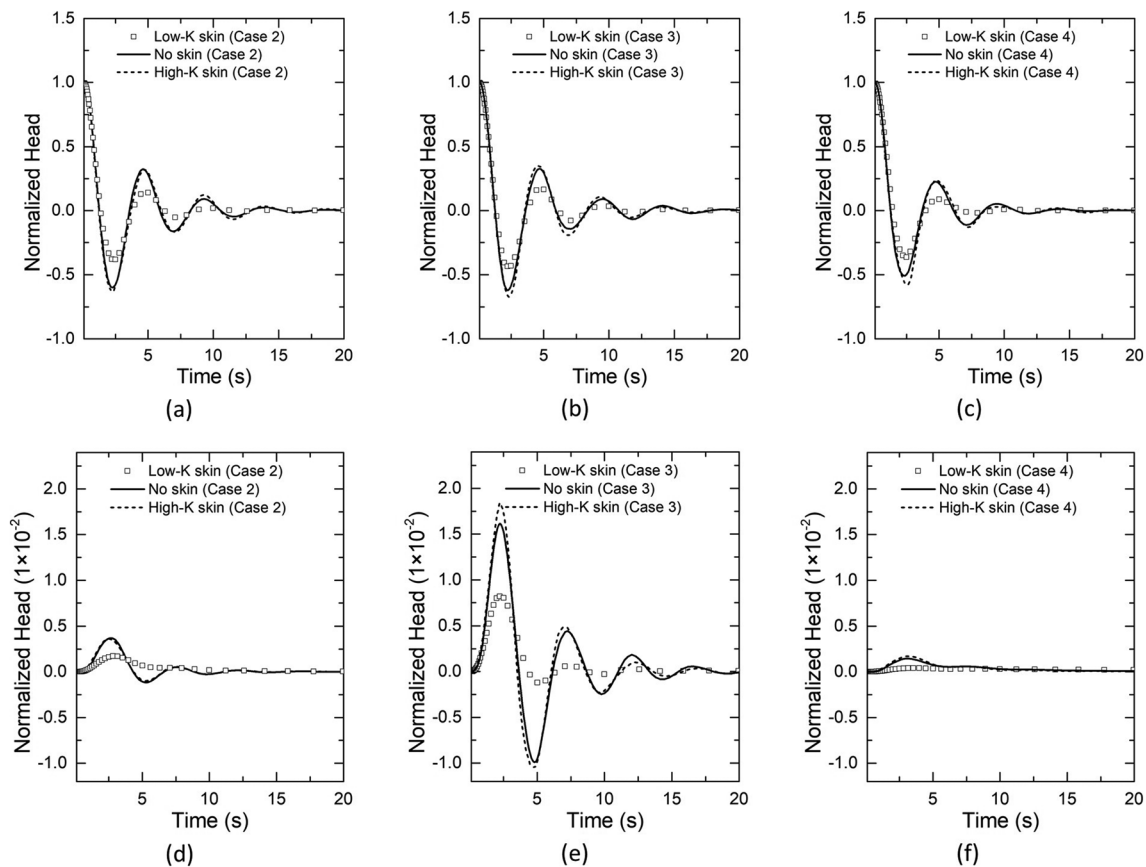 1.5
1.0
0.5
0.0
-0.5
-1.0
Normalized Head
Low-K skin (Case 2)
No skin (Case 2)
High-K skin (Case 2)
5
10
15
20
Time (s)
(a)
1.5
1.0
0.5
0.0
-0.5
-1.0
Normalized Head
Low-K skin (Case 3)
No skin (Case 3)
High-K skin (Case 3)
5
10
15
20
Time (s)
(b)
1.5
1.0
0.5
0.0
-0.5
-1.0
Normalized Head
Low-K skin (Case 4)
No skin (Case 4)
High-K skin (Case 4)
5
10
15
20
Time (s)
(c)
2.0
1.5
1.0
0.5
0.0
-0.5
-1.0
Normalized Head (1×10⁻²)
Low-K skin (Case 2)
No skin (Case 2)
High-K skin (Case 2)
5
10
15
20
Time (s)
(d)
2.0
1.5
1.0
0.5
0.0
-0.5
-1.0
Normalized Head (1×10⁻²)
Low-K skin (Case 3)
No skin (Case 3)
High-K skin (Case 3)
5
10
15
20
Time (s)
(e)
2.0
1.5
1.0
0.5
0.0
-0.5
-1.0
Normalized Head (1×10⁻²)
Low-K skin (Case 4)
No skin (Case 4)
High-K skin (Case 4)
5
10
15
20
Time (s)
(f)